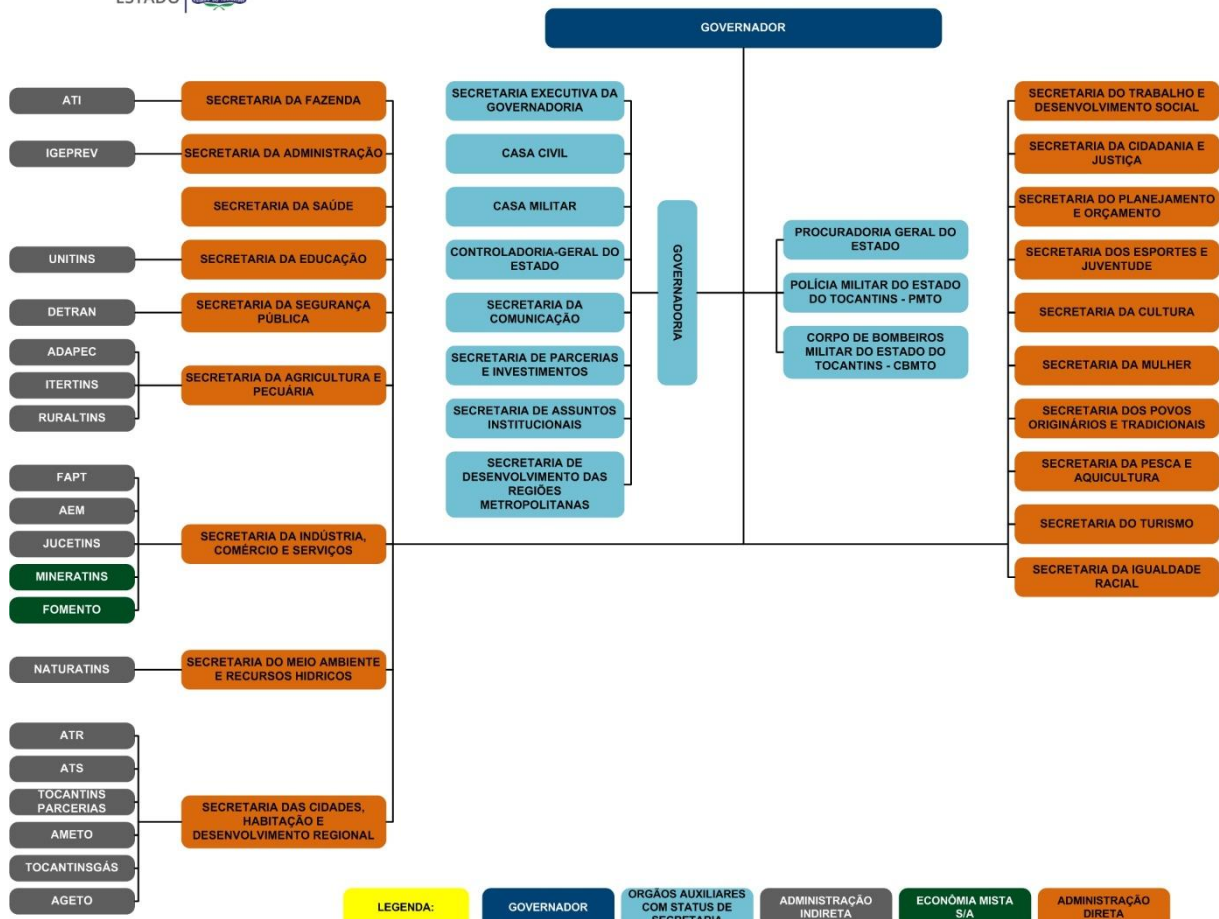 ESTADO
GOVERNADOR
ATI
SECRETARIA DA FAZENDA
IGEPREV
SECRETARIA DA ADMINISTRAÇÃO
SECRETARIA DA SAÚDE
UNITINS
SECRETARIA DA EDUCAÇÃO
DETRAN
SECRETARIA DA SEGURANÇA
PÚBLICA
ADAPEC
ITERTINS
RURALTINS
SECRETARIA DA AGRICULTURA E
PECUÁRIA
FAPT
AEM
JUCETINS
MINERATINS
FOMENTO
SECRETARIA DA INDÚSTRIA,
COMÉRCIO E SERVIÇOS
NATURATINS
SECRETARIA DO MEIO AMBIENTE
E RECURSOS HIDRICOS
ATR
ATS
TOCANTINS
PARCERIAS
AMETO
TOCANTINSGÁS
AGETO
SECRETARIA DAS CIDADES,
HABITAÇÃO E
DESENVOLVIMENTO REGIONAL
SECRETARIA EXECUTIVA DA
GOVERNADORIA
CASA CIVIL
CASA MILITAR
CONTROLADORIA-GERAL DO
ESTADO
SECRETARIA DA
COMUNICAÇÃO
SECRETARIA DE PARCERIAS
E INVESTIMENTOS
SECRETARIA DE ASSUNTOS
INSTITUCIONAIS
SECRETARIA DE
DESENVOLVIMENTO DAS
REGIÕES
METROPOLITANAS
GOVERNADORIA
PROCURADORIA GERAL DO
ESTADO
POLÍCIA MILITAR DO ESTADO
DO TOCANTINS - PMTO
CORPO DE BOMBEIROS
MILITAR DO ESTADO DO
TOCANTINS - CBMTO
SECRETARIA DO TRABALHO E
DESENVOLVIMENTO SOCIAL
SECRETARIA DA CIDADANIA E
JUSTIÇA
SECRETARIA DO PLANEJAMENTO
E ORÇAMENTO
SECRETARIA DOS ESPORTES E
JUVENTUDE
SECRETARIA DA CULTURA
SECRETARIA DA MULHER
SECRETARIA DOS POVOS
ORIGINÁRIOS E TRADICIONAIS
SECRETARIA DA PESCA E
AQUICULTURA
SECRETARIA DO TURISMO
SECRETARIA DA IGUALDADE
RACIAL
LEGENDA:
GOVERNADOR
ORGÃOS AUXILIARES
COM STATUS DE
SECRETARIA
ADMINISTRAÇÃO
INDIRETA
ECONÔMIA MISTA
S/A
ADMINISTRAÇÃO
DIRETA